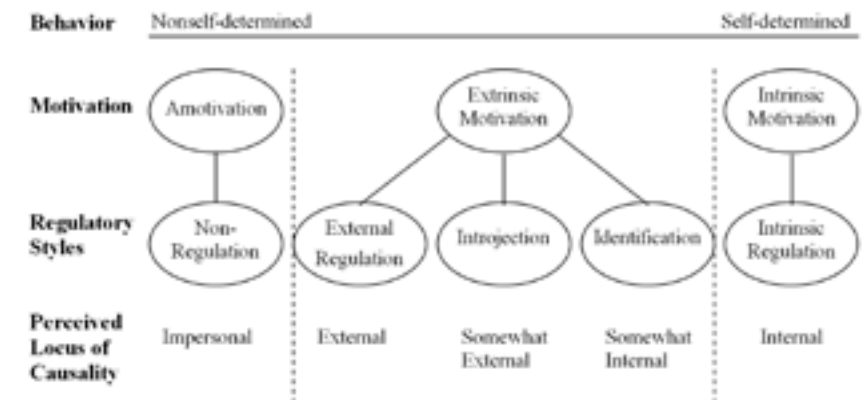 Behavior Nonself-determined Self-determined
Motivation Amotivation Extrinsic Motivation Intrinsic Motivation
Regulatory Styles Non-Regulation External Regulation Introjection Identification Intrinsic Regulation
Perceived Locus of Causality Impersonal External Somewhat External Somewhat Internal Internal